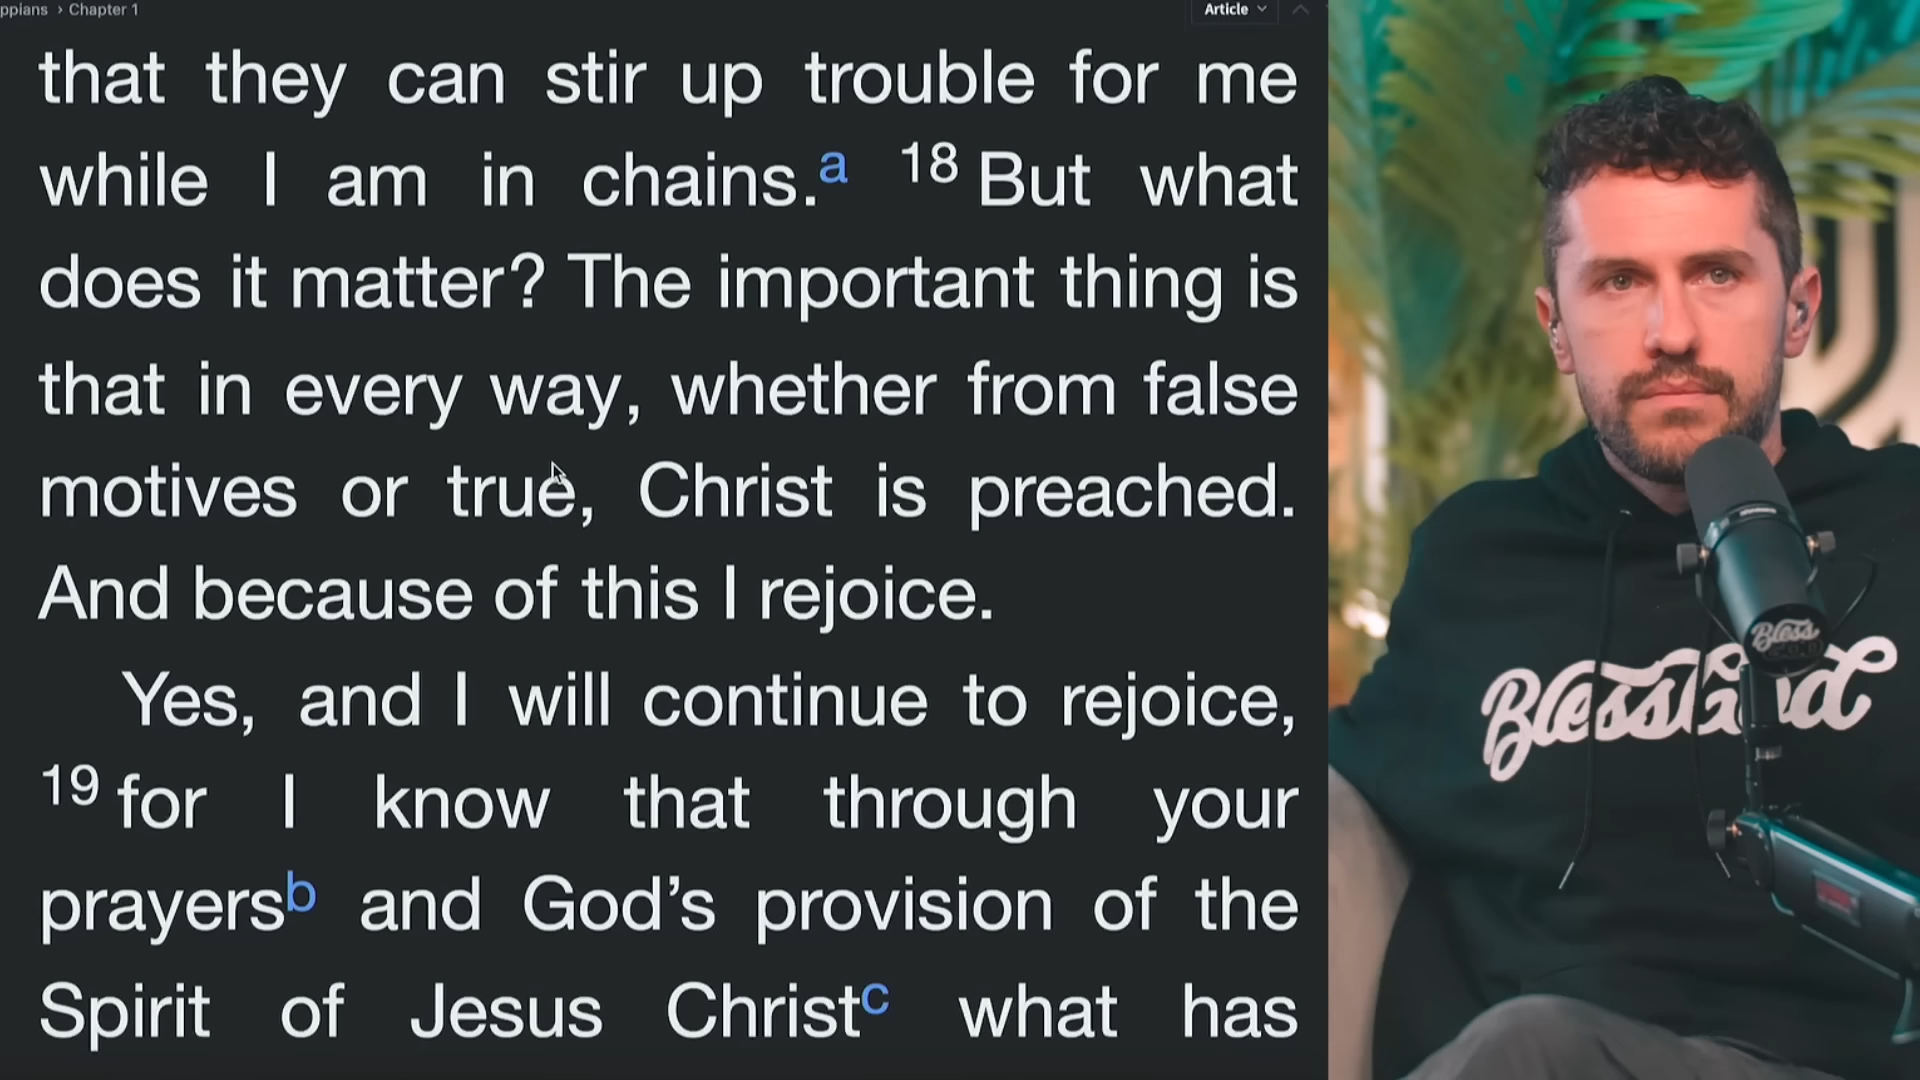 ppians › Chapter 1
Article
that they can stir up trouble for me
while I am in chains.a 18 But what
does it matter? The important thing is
that in every way, whether from false
motives or true, Christ is preached.
And because of this I rejoice.
Yes, and I will continue to rejoice,
19 for I know that through your
prayersb and God’s provision of the
Spirit of Jesus Christc what has
Bless
BlessGod